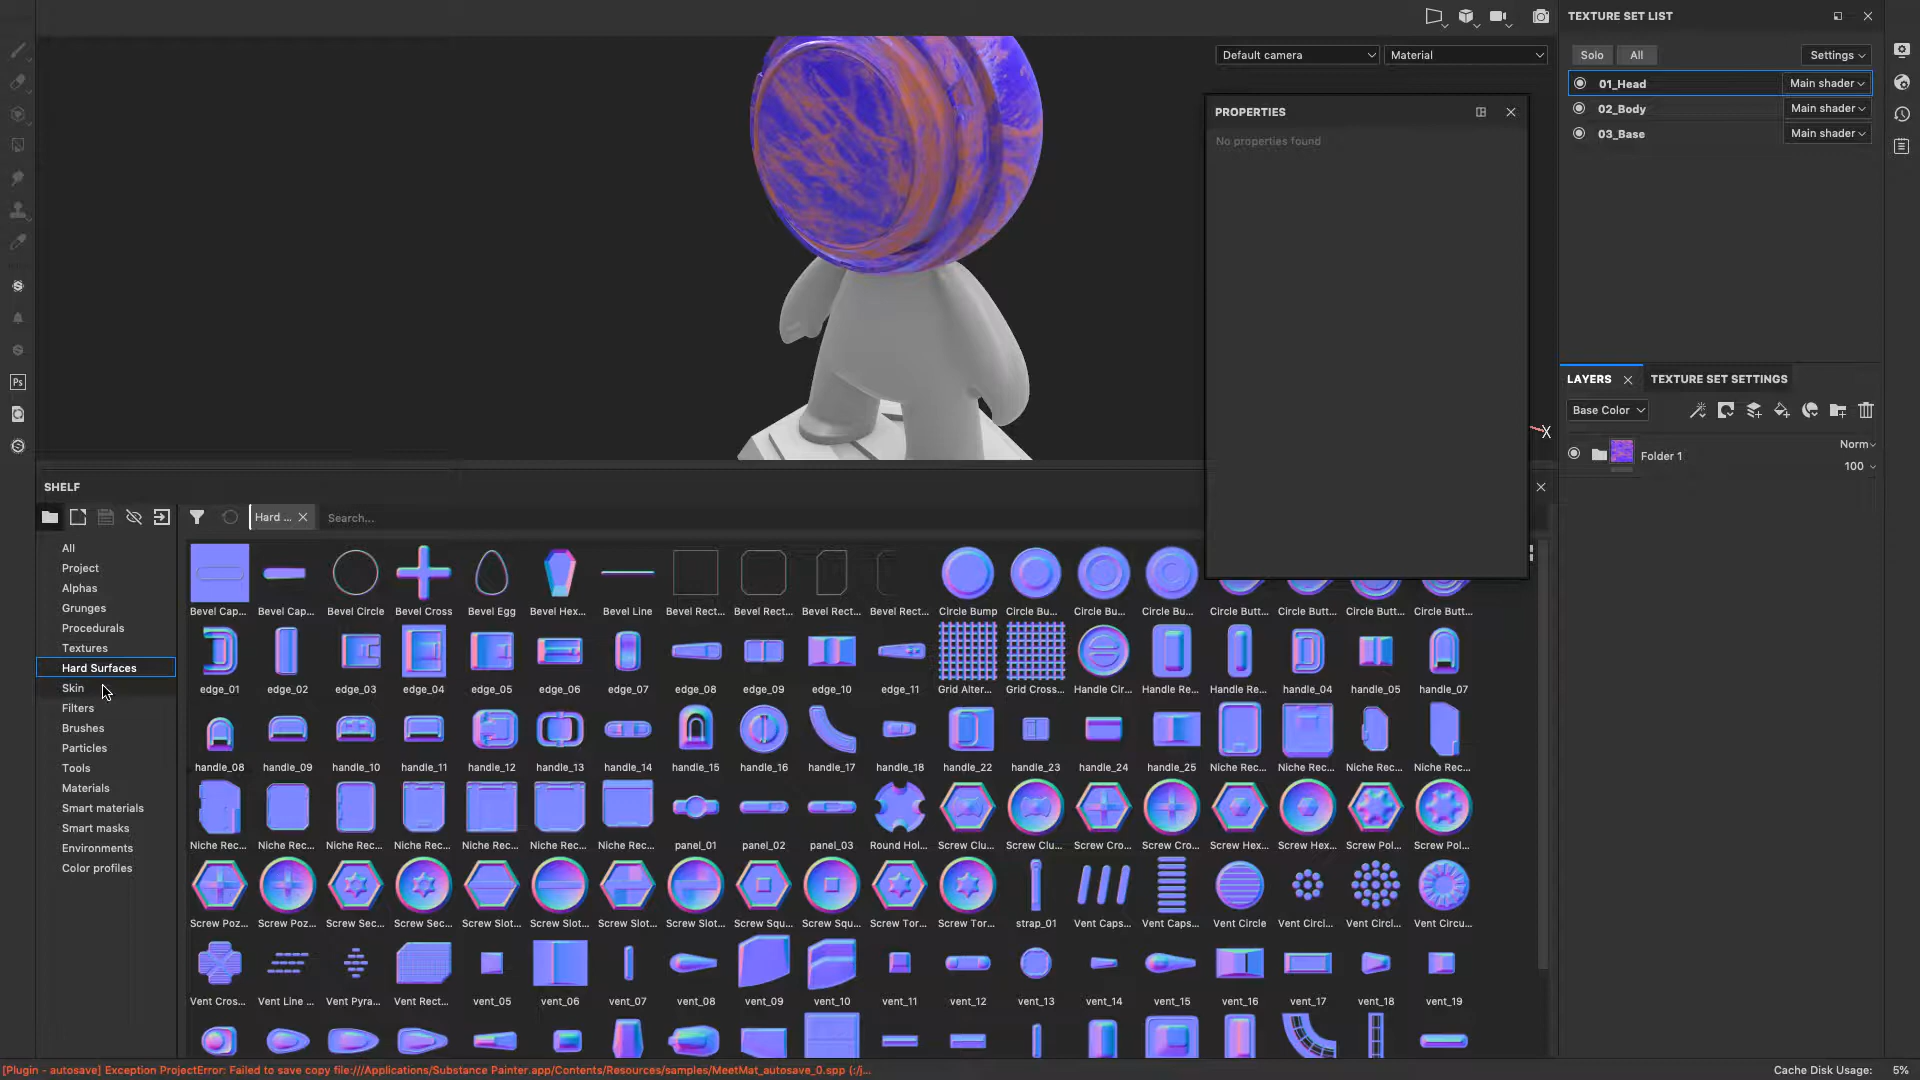 TEXTURE SET LIST
Default camera
Material
Solo
All
Settings
01_Head
Main shader
02_Body
Main shader
03_Base
Main shader
PROPERTIES
No properties found
Ps
LAYERS
TEXTURE SET SETTINGS
Base Color
X
Norm
Folder 1
100
SHELF
Hard ...
Search...
All
Project
Alphas
Grunges
Procedurals
Textures
Hard Surfaces
Skin
Filters
Brushes
Particles
Tools
Materials
Smart materials
Smart masks
Environments
Color profiles
Bevel Cap... Bevel Cap... Bevel Circle Bevel Cross Bevel Egg Bevel Hex... Bevel Line Bevel Rect... Bevel Rect... Bevel Rect... Bevel Rect... Circle Bump Circle Bu... Circle Bu... Circle Bu... Circle Butt... Circle Butt... Circle Butt... Circle Butt...
edge_01 edge_02 edge_03 edge_04 edge_05 edge_06 edge_07 edge_08 edge_09 edge_10 edge_11 Grid Alter... Grid Cross... Handle Cir... Handle Re... Handle Re... handle_04 handle_05 handle_07
handle_08 handle_09 handle_10 handle_11 handle_12 handle_13 handle_14 handle_15 handle_16 handle_17 handle_18 handle_22 handle_23 handle_24 handle_25 Niche Rec... Niche Rec... Niche Rec... Niche Rec...
Niche Rec... Niche Rec... Niche Rec... Niche Rec... Niche Rec... Niche Rec... Niche Rec... panel_01 panel_02 panel_03 Round Hol... Screw Clu... Screw Clu... Screw Cro... Screw Cro... Screw Hex... Screw Hex... Screw Pol... Screw Pol...
Screw Poz... Screw Poz... Screw Sec... Screw Sec... Screw Slot... Screw Slot... Screw Slot... Screw Slot... Screw Squ... Screw Squ... Screw Tor... Screw Tor... strap_01 Vent Caps... Vent Caps... Vent Circle Vent Circl... Vent Circl... Vent Circu...
Vent Cros... Vent Line ... Vent Pyra... Vent Rect... vent_05 vent_06 vent_07 vent_08 vent_09 vent_10 vent_11 vent_12 vent_13 vent_14 vent_15 vent_16 vent_17 vent_18 vent_19
[Plugin - autosave] Exception ProjectError: Failed to save copy file:///Applications/Substance Painter.app/Contents/Resources/samples/MeetMat_autosave_0.spp (:/j...
Cache Disk Usage: 5%